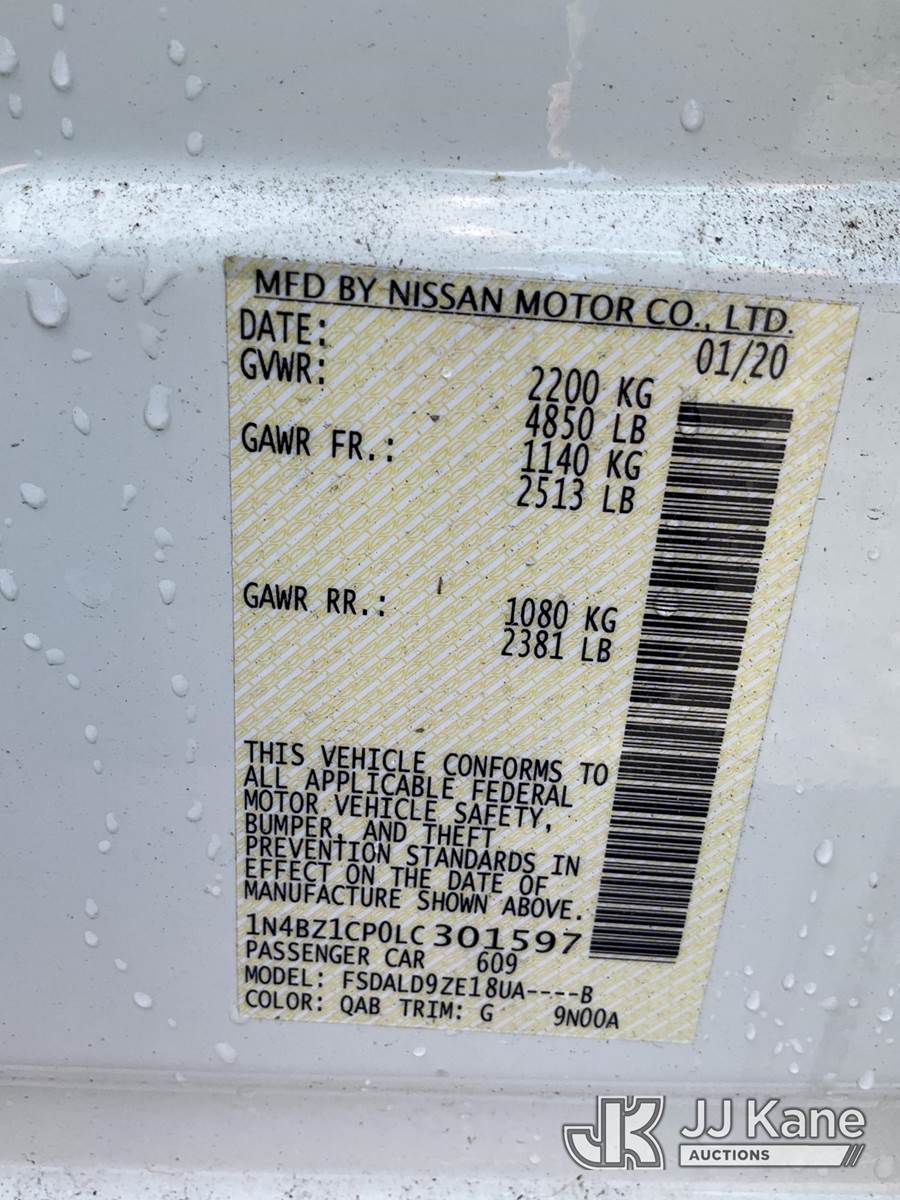 MFD BY NISSAN MOTOR CO., LTD.
DATE: 01/20
GVWR: 2200 KG
4850 LB
GAWR FR.: 1140 KG
2513 LB
GAWR RR.: 1080 KG
2381 LB
THIS VEHICLE CONFORMS TO
ALL APPLICABLE FEDERAL
MOTOR VEHICLE SAFETY,
BUMPER, AND THEFT
PREVENTION STANDARDS IN
EFFECT ON THE DATE OF
MANUFACTURE SHOWN ABOVE.
1N4BZ1CP0LC 301597
PASSENGER CAR 609
MODEL: FSDALD9ZE18UA----B
COLOR: QAB TRIM: G 9N00A
JK JJ Kane
AUCTIONS